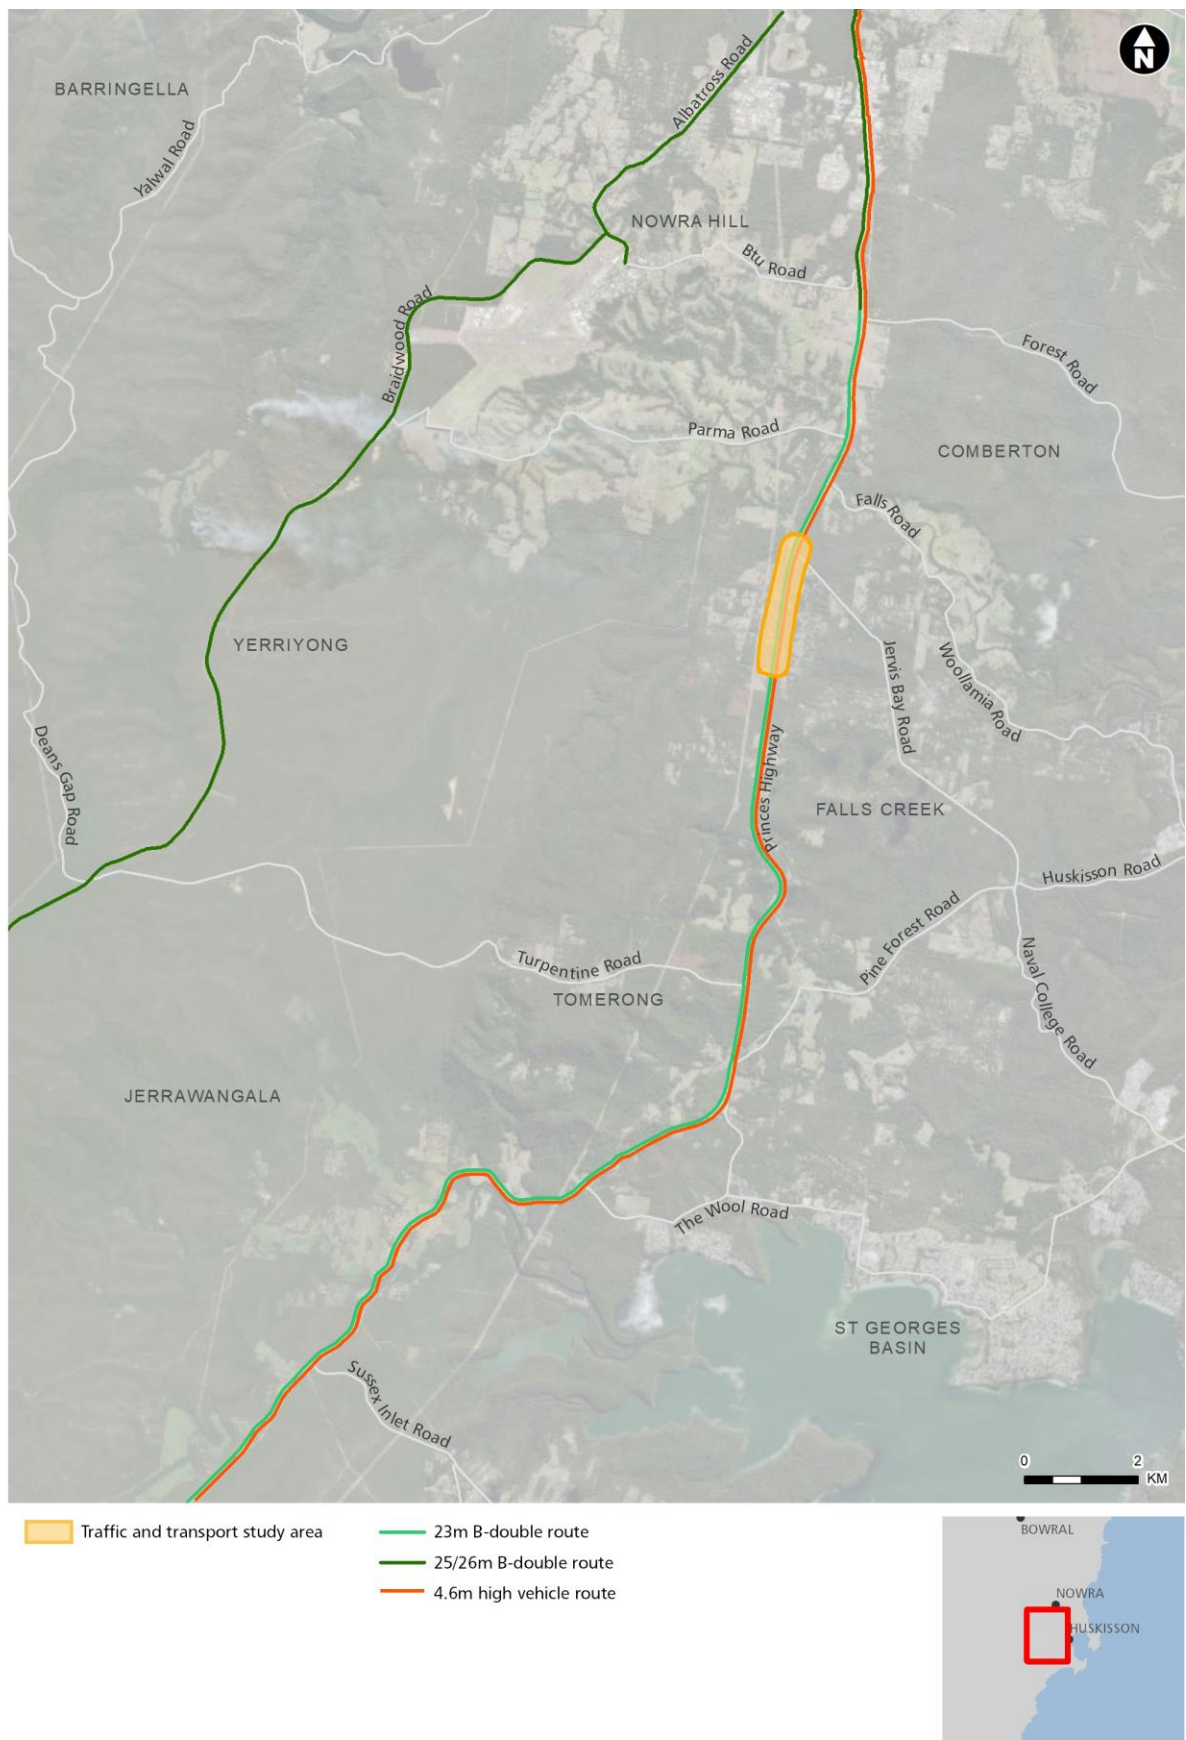 N
BARRINGELLA
Yalwal Road
Albatross Road
NOWRA HILL
Btu Road
Braidwood Road
Forest Road
Parma Road
COMBERTON
Falls Road
YERRIYONG
Jervis Bay Road
Woollamia Road
Deans Gap Road
Princes Highway
FALLS CREEK
Huskisson Road
Pine Forest Road
Turpentine Road
TOMERONG
Naval College Road
JERRAWANGALA
The Wool Road
ST GEORGES
BASIN
Sussex Inlet Road
0 2
KM
Traffic and transport study area
23m B-double route
25/26m B-double route
4.6m high vehicle route
BOWRAL
NOWRA
HUSKISSON